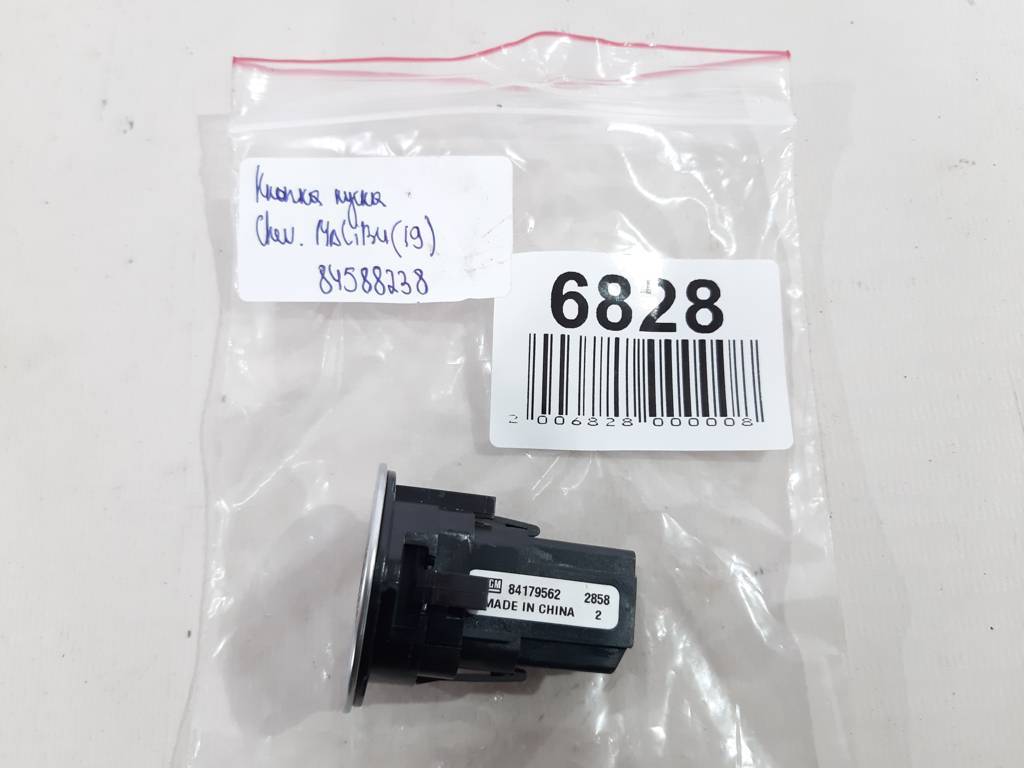 Кнопка пуска
Chev. MALiBu (19)
84588238
6828
2 006828 000008
GM 84179562 2858
MADE IN CHINA 2